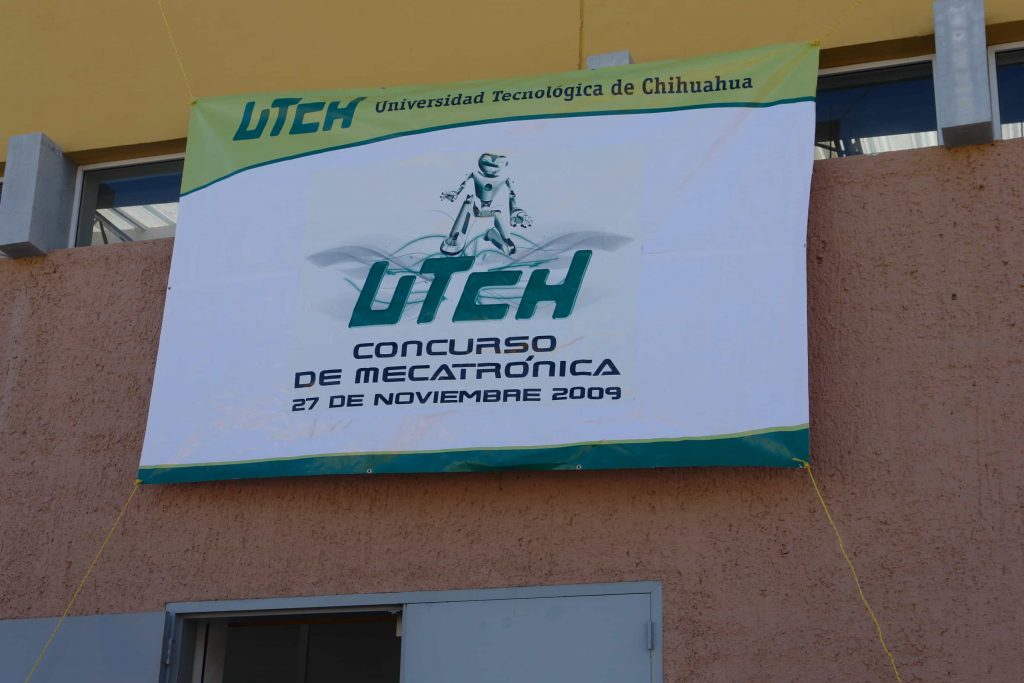 UTCH Universidad Tecnológica de Chihuahua
UTCH
CONCURSO
DE MECATRÓNICA
27 DE NOVIEMBRE 2009